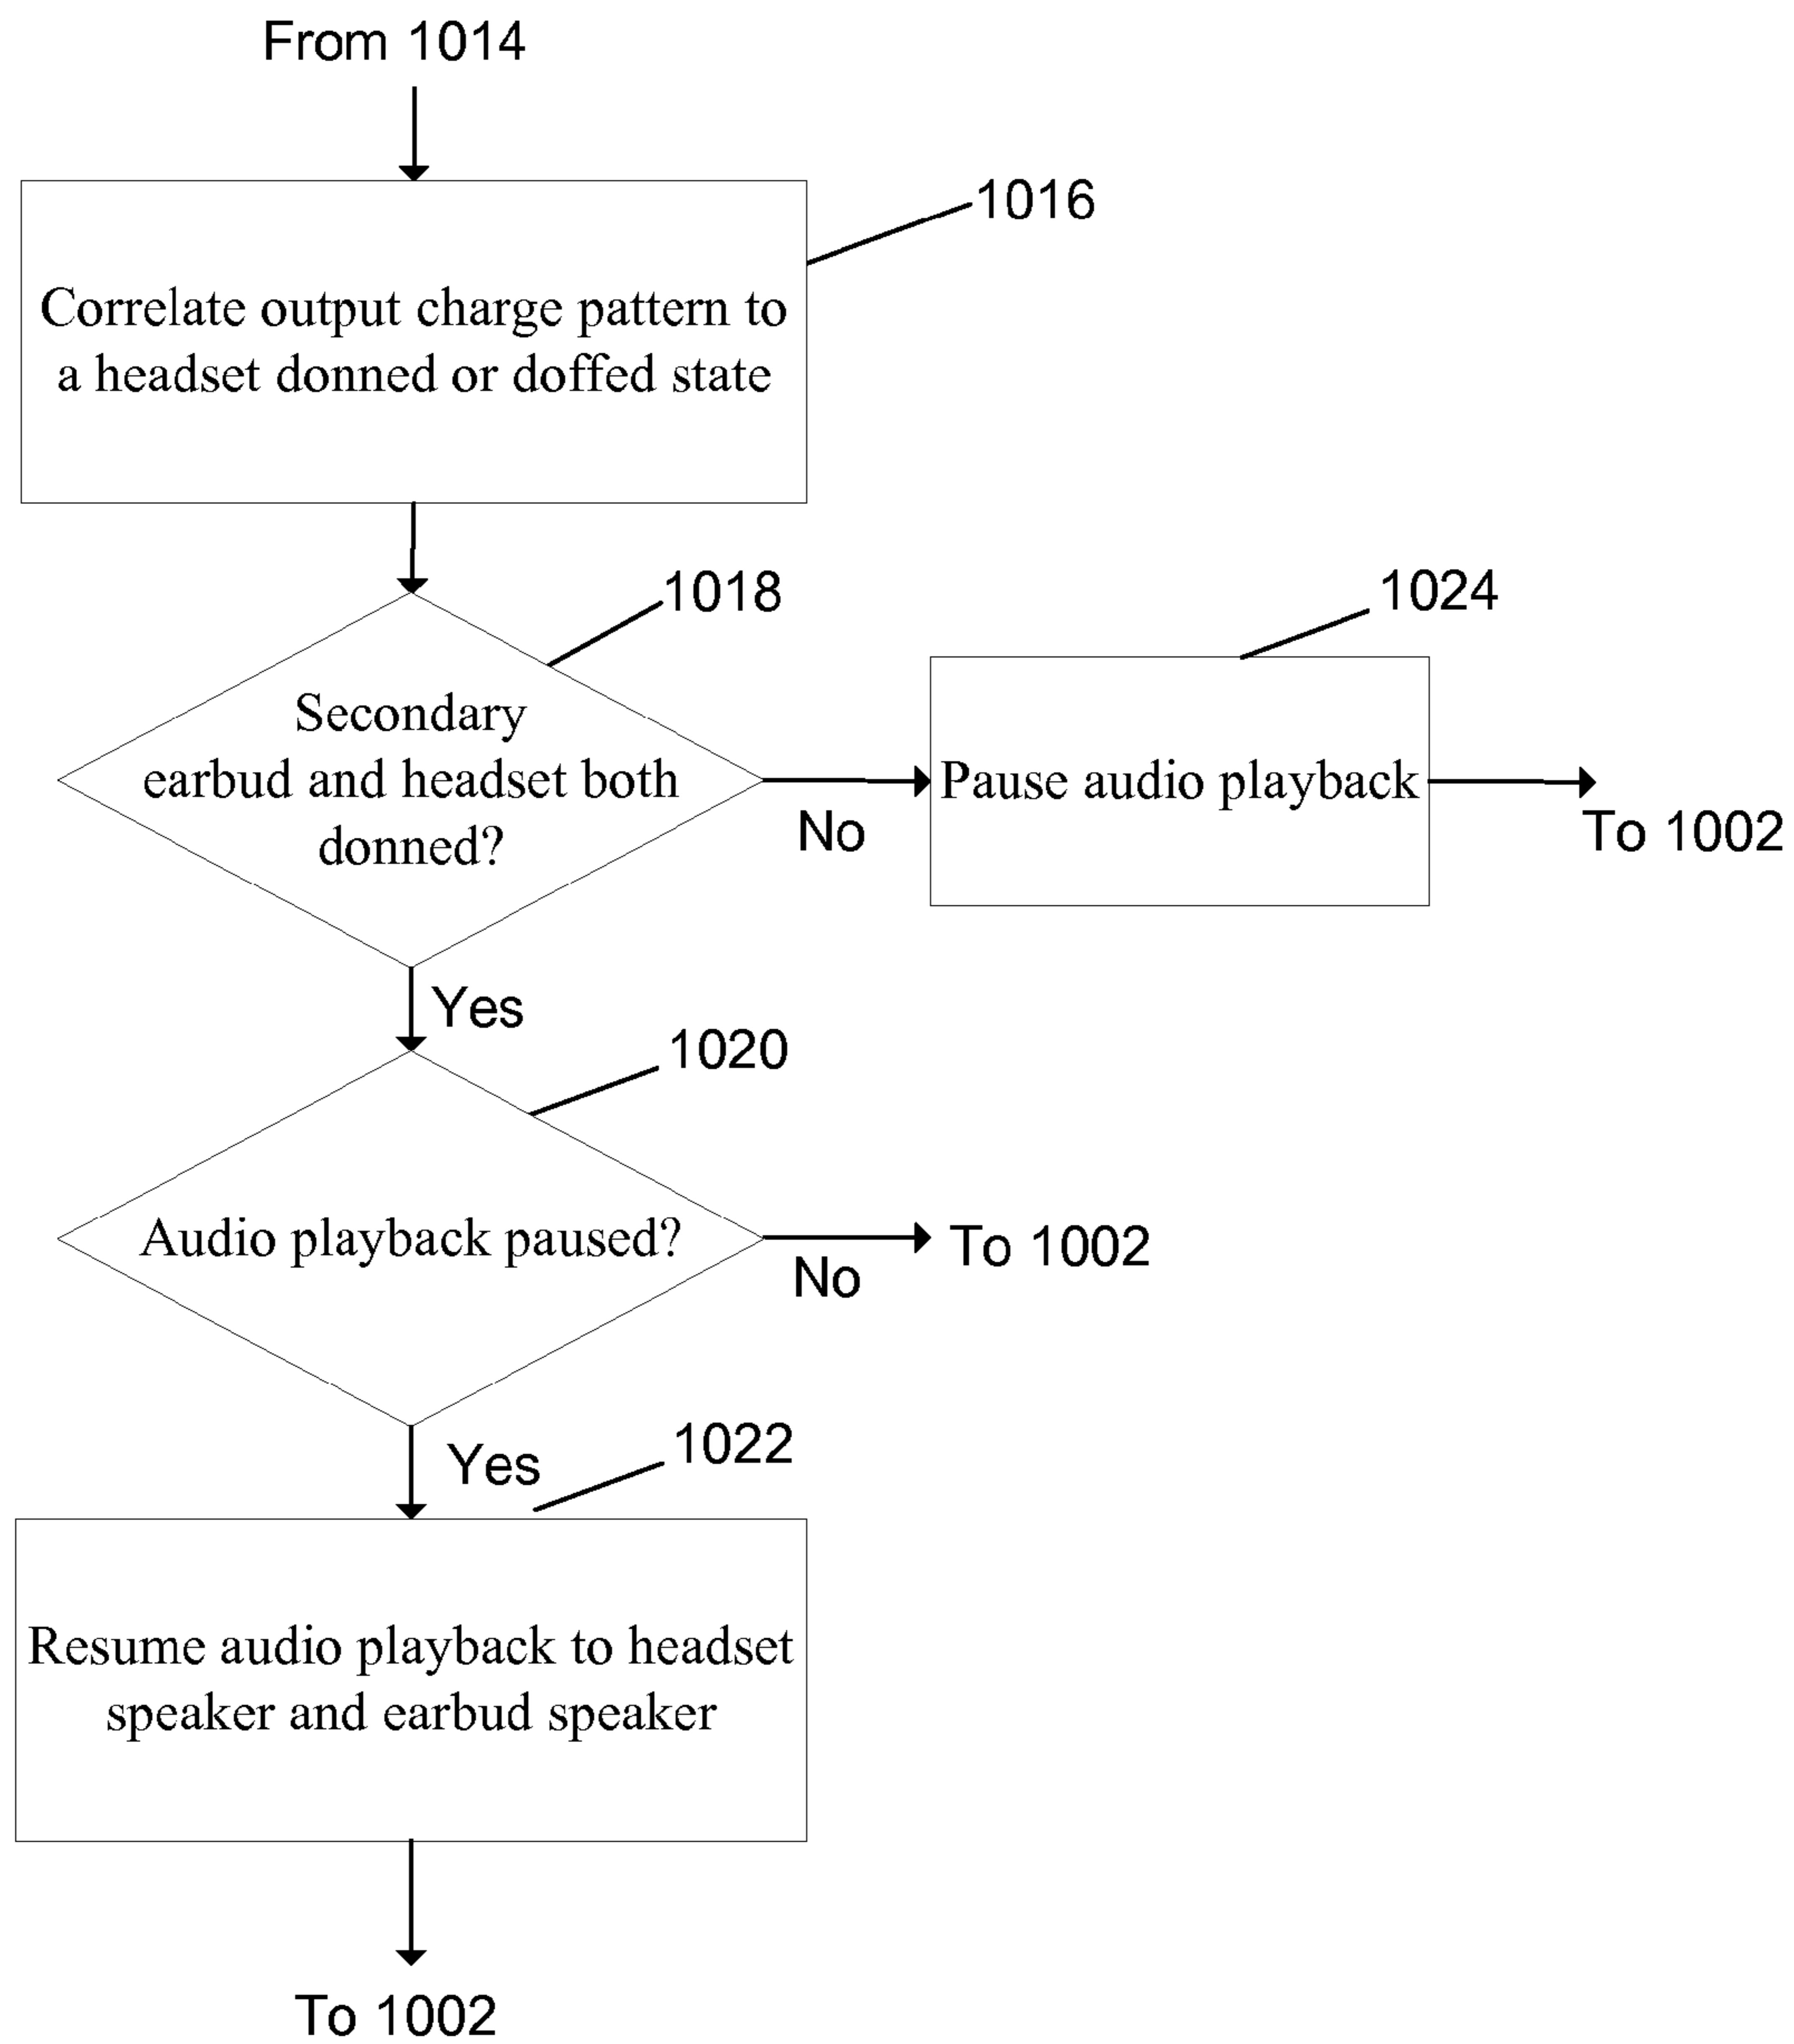 From 1014
1016
Correlate output charge pattern to
a headset donned or doffed state
1018
1024
Secondary
earbud and headset both
donned?
No
Pause audio playback
To 1002
Yes
1020
Audio playback paused?
No
To 1002
Yes
1022
Resume audio playback to headset
speaker and earbud speaker
To 1002